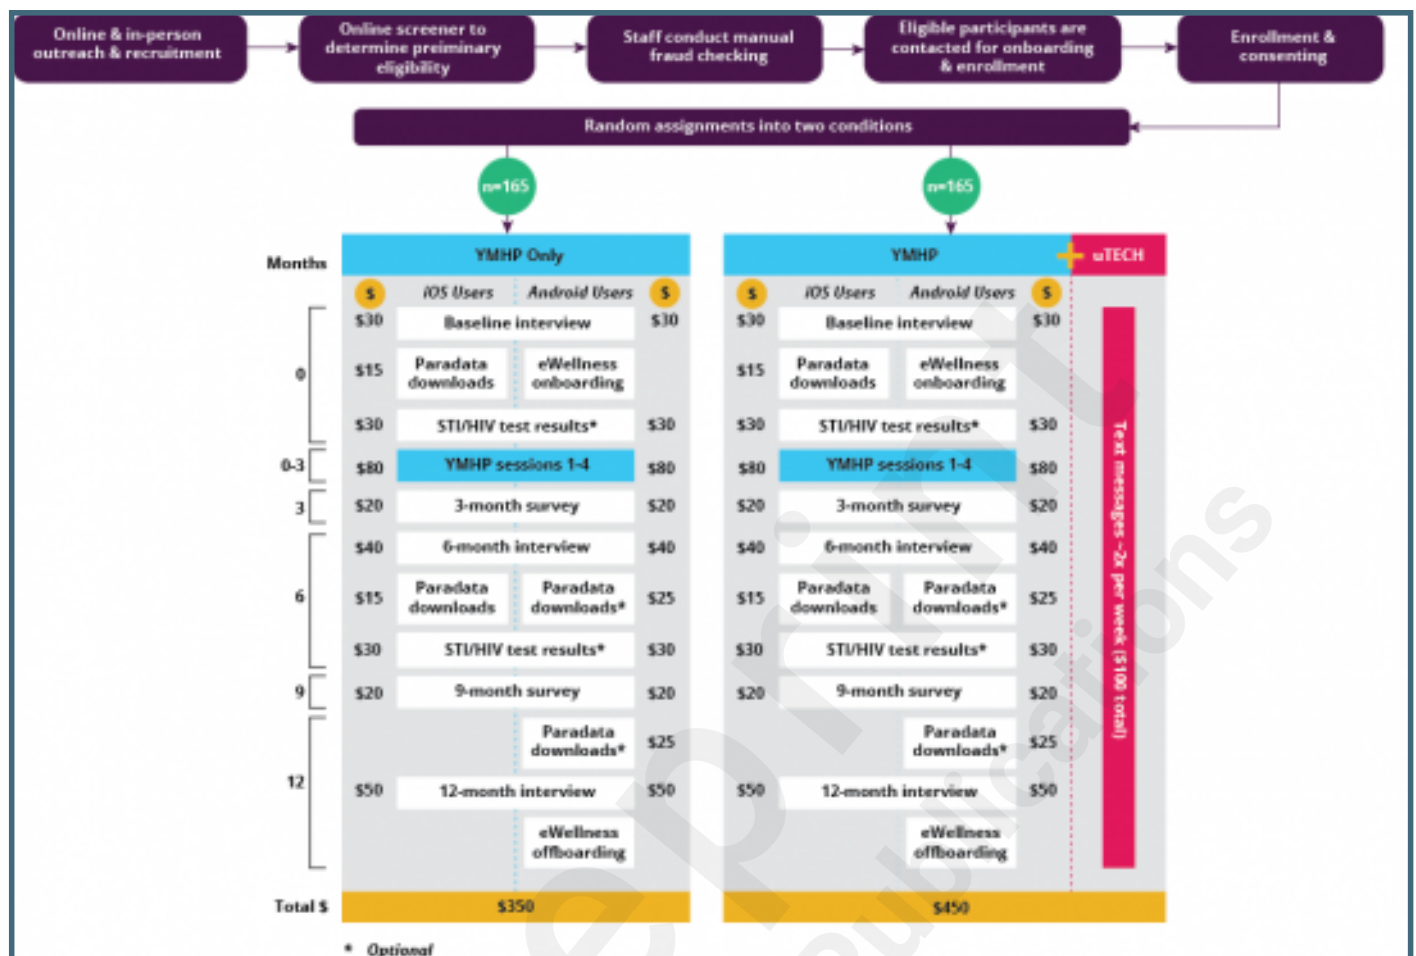 Online & in-person
outreach & recruitment
Online screener to
determine preiminary
eligibility
Staff conduct manual
fraud checking
Eligible participants are
contacted for onboarding
& enrollment
Enrollment &
consenting
Random assignments into two conditions
n=165
n=165
Months
YMHP Only
YMHP
+ uTECH
$ iOS Users Android Users $
$ iOS Users Android Users $
$30 Baseline interview $30
$30 Baseline interview $30
0
$15 Paradata
downloads
eWellness
onboarding
$15 Paradata
downloads
eWellness
onboarding
$30 STI/HIV test results* $30
$30 STI/HIV test results* $30
0-3
$80 YMHP sessions 1-4 $80
$80 YMHP sessions 1-4 $80
3
$20 3-month survey $20
$20 3-month survey $20
$40 6-month interview $40
$40 6-month interview $40
6
$15 Paradata
downloads
Paradata
downloads*
$25
$15 Paradata
downloads
Paradata
downloads*
$25
$30 STI/HIV test results* $30
$30 STI/HIV test results* $30
9
$20 9-month survey $20
$20 9-month survey $20
Paradata
downloads*
$25
Paradata
downloads*
$25
12
$50 12-month interview $50
$50 12-month interview $50
eWellness
offboarding
eWellness
offboarding
Text messages ~2x per week ($100 total)
Total $
$350
$450
* Optional
eprint
Publications